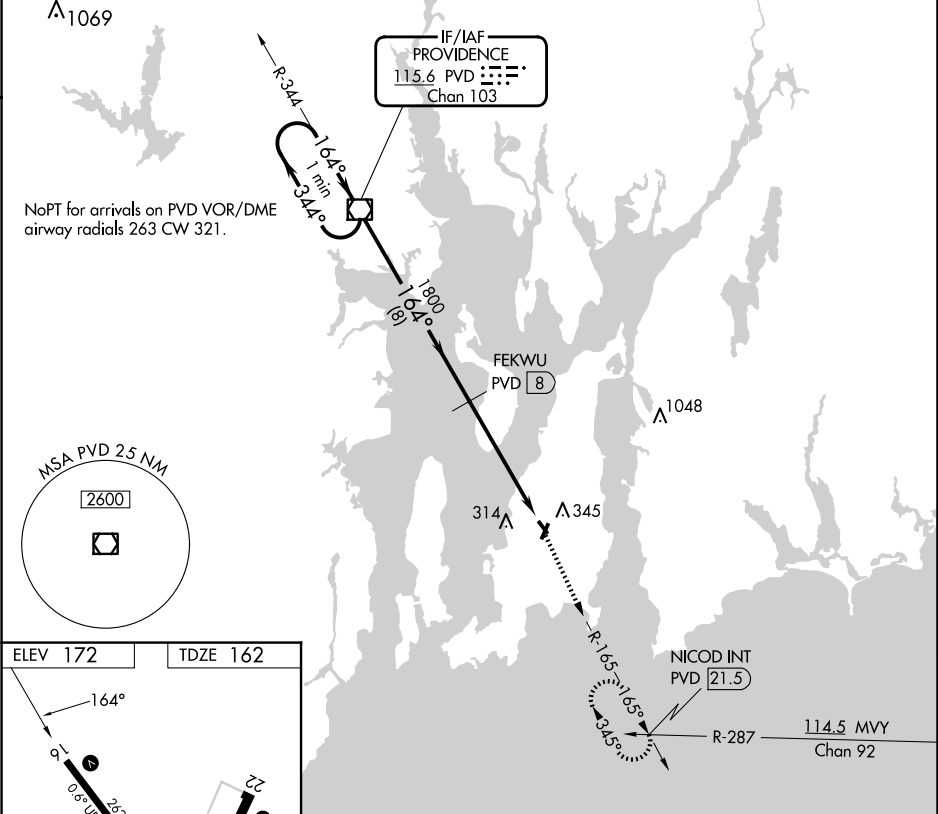 1069
IF/IAF
PROVIDENCE
115.6 PVD
Chan 103
R-344
164°
1 min
344°
NoPT for arrivals on PVD VOR/DME
airway radials 263 CW 321.
1800
164°
(8)
FEKWU
PVD 8
1048
MSA PVD 25 NM
2600
314
345
ELEV 172
TDZE 162
R-165
165°
345°
NICOD INT
PVD 21.5
R-287
114.5 MVY
Chan 92
164°
16
V
0.6° U
22